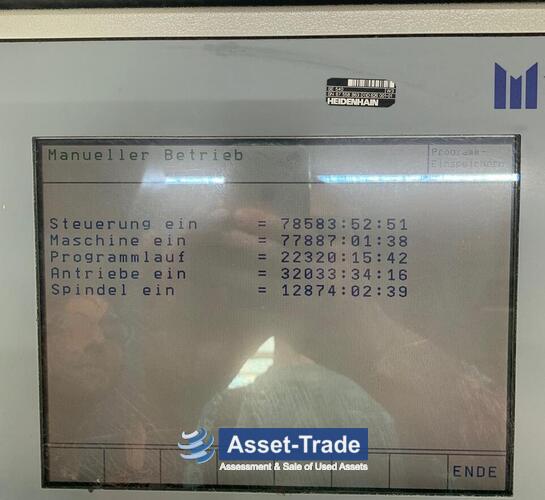 HEIDENHAIN
Manueller Betrieb
Programm-
Einspeichern
Steuerung ein = 78583:52:51
Maschine ein = 77887:01:38
Programmlauf = 22320:15:42
Antriebe ein = 32033:34:16
Spindel ein = 12874:02:39
Asset-Trade
Assessment & Sale of Used Assets
ENDE